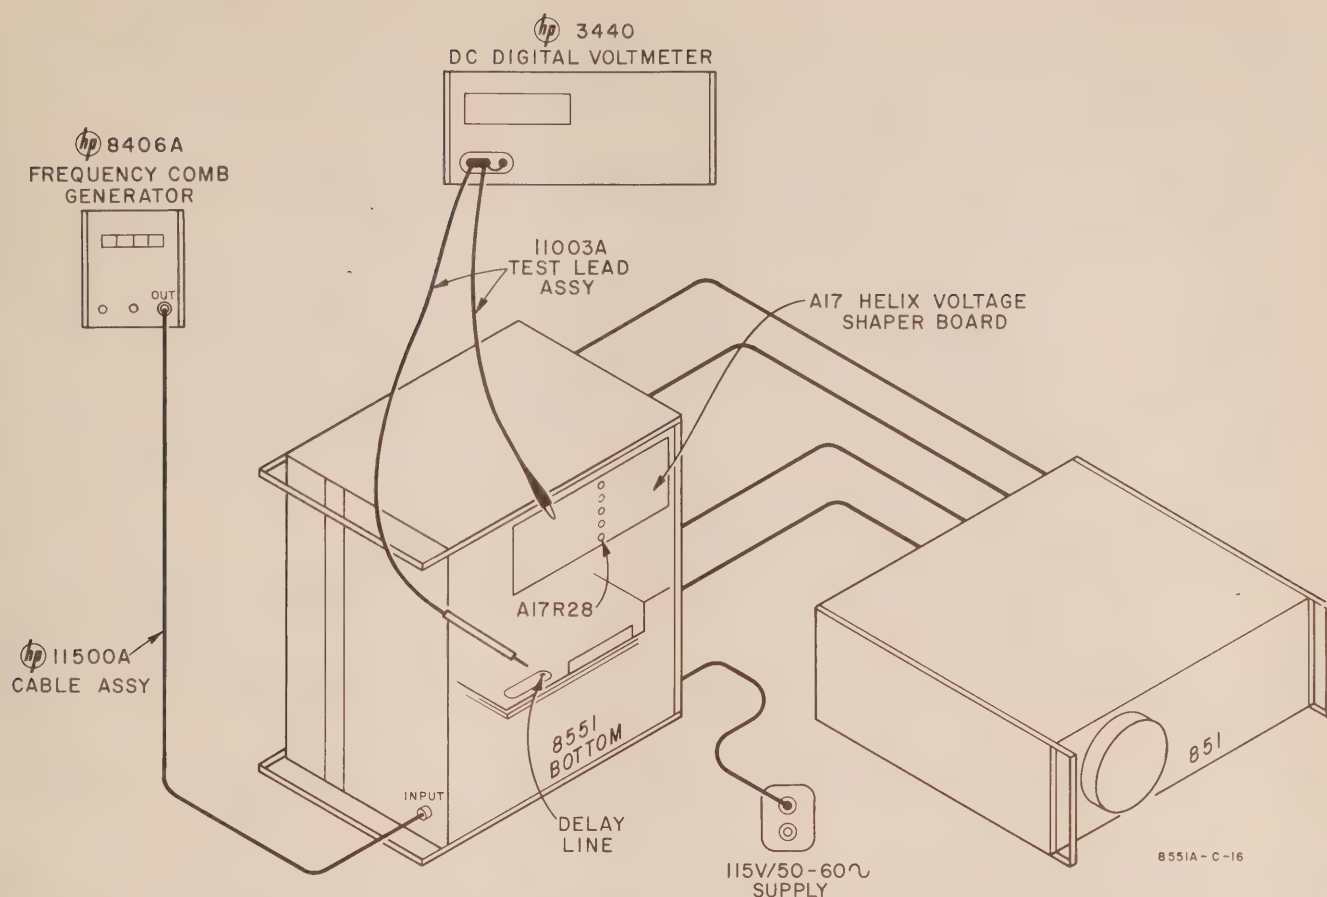 hp 3440
DC DIGITAL VOLTMETER
hp 8406A
FREQUENCY COMB
GENERATOR
OUT
11003A
TEST LEAD
ASSY
A17 HELIX VOLTAGE
SHAPER BOARD
A17R28
hp 11500A
CABLE ASSY
8551
BOTTOM
851
INPUT
DELAY
LINE
115V/50-60∿
SUPPLY
8551A-C-16